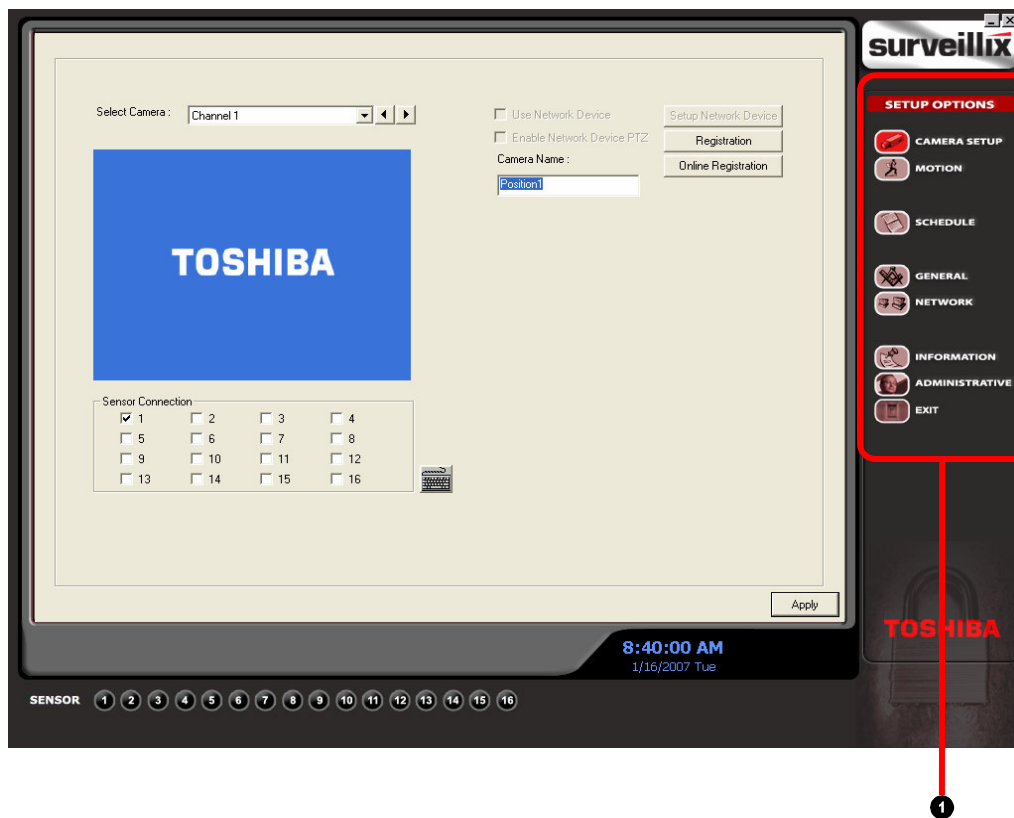 surveillix
SETUP OPTIONS
CAMERA SETUP
MOTION
SCHEDULE
GENERAL
NETWORK
INFORMATION
ADMINISTRATIVE
EXIT
TOSHIBA
Select Camera :
Channel 1
Use Network Device
Setup Network Device
Enable Network Device PTZ
Registration
Camera Name :
Online Registration
Position1
TOSHIBA
Sensor Connection
1 2 3 4
5 6 7 8
9 10 11 12
13 14 15 16
Apply
8:40:00 AM
1/16/2007 Tue
SENSOR 1 2 3 4 5 6 7 8 9 10 11 12 13 14 15 16
1